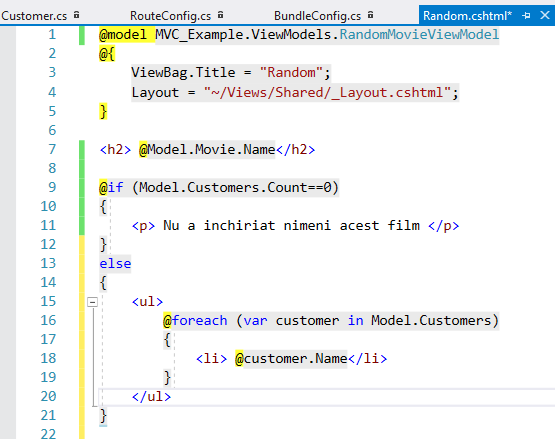 Customer.cs RouteConfig.cs BundleConfig.cs Random.cshtml*
1 @model MVC_Example.ViewModels.RandomMovieViewModel
2 @{
3 ViewBag.Title = "Random";
4 Layout = "~/Views/Shared/_Layout.cshtml";
5 }
6
7 <h2> @Model.Movie.Name</h2>
8
9 @if (Model.Customers.Count==0)
10 {
11 <p> Nu a inchiriat nimeni acest film </p>
12 }
13 else
14 {
15 <ul>
16 @foreach (var customer in Model.Customers)
17 {
18 <li> @customer.Name</li>
19 }
20 </ul>
21 }
22